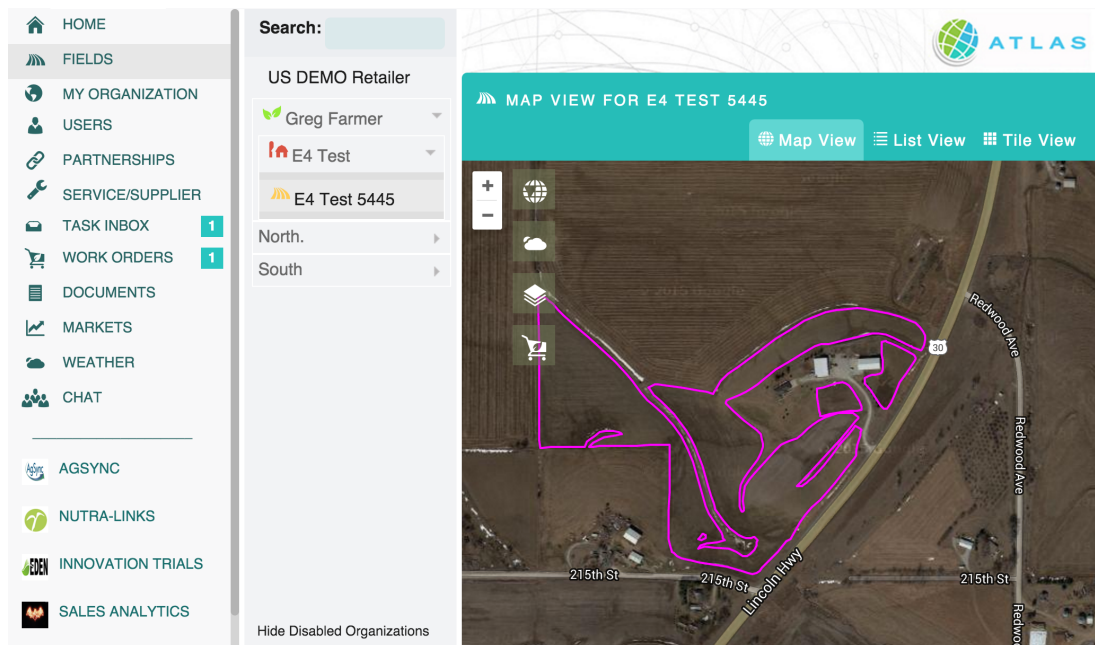 HOME
FIELDS
MY ORGANIZATION
USERS
PARTNERSHIPS
SERVICE/SUPPLIER
TASK INBOX 1
WORK ORDERS 1
DOCUMENTS
MARKETS
WEATHER
CHAT
AgSync
AGSYNC
NUTRA-LINKS
EDEN
INNOVATION TRIALS
SALES ANALYTICS
Search:
US DEMO Retailer
Greg Farmer
E4 Test
E4 Test 5445
North.
South
Hide Disabled Organizations
ATLAS
MAP VIEW FOR E4 TEST 5445
Map View
List View
Tile View
+
−
Redwood Ave
30
Redwood Ave
215th St
215th St
Lincoln Hwy
215th St
Redwo